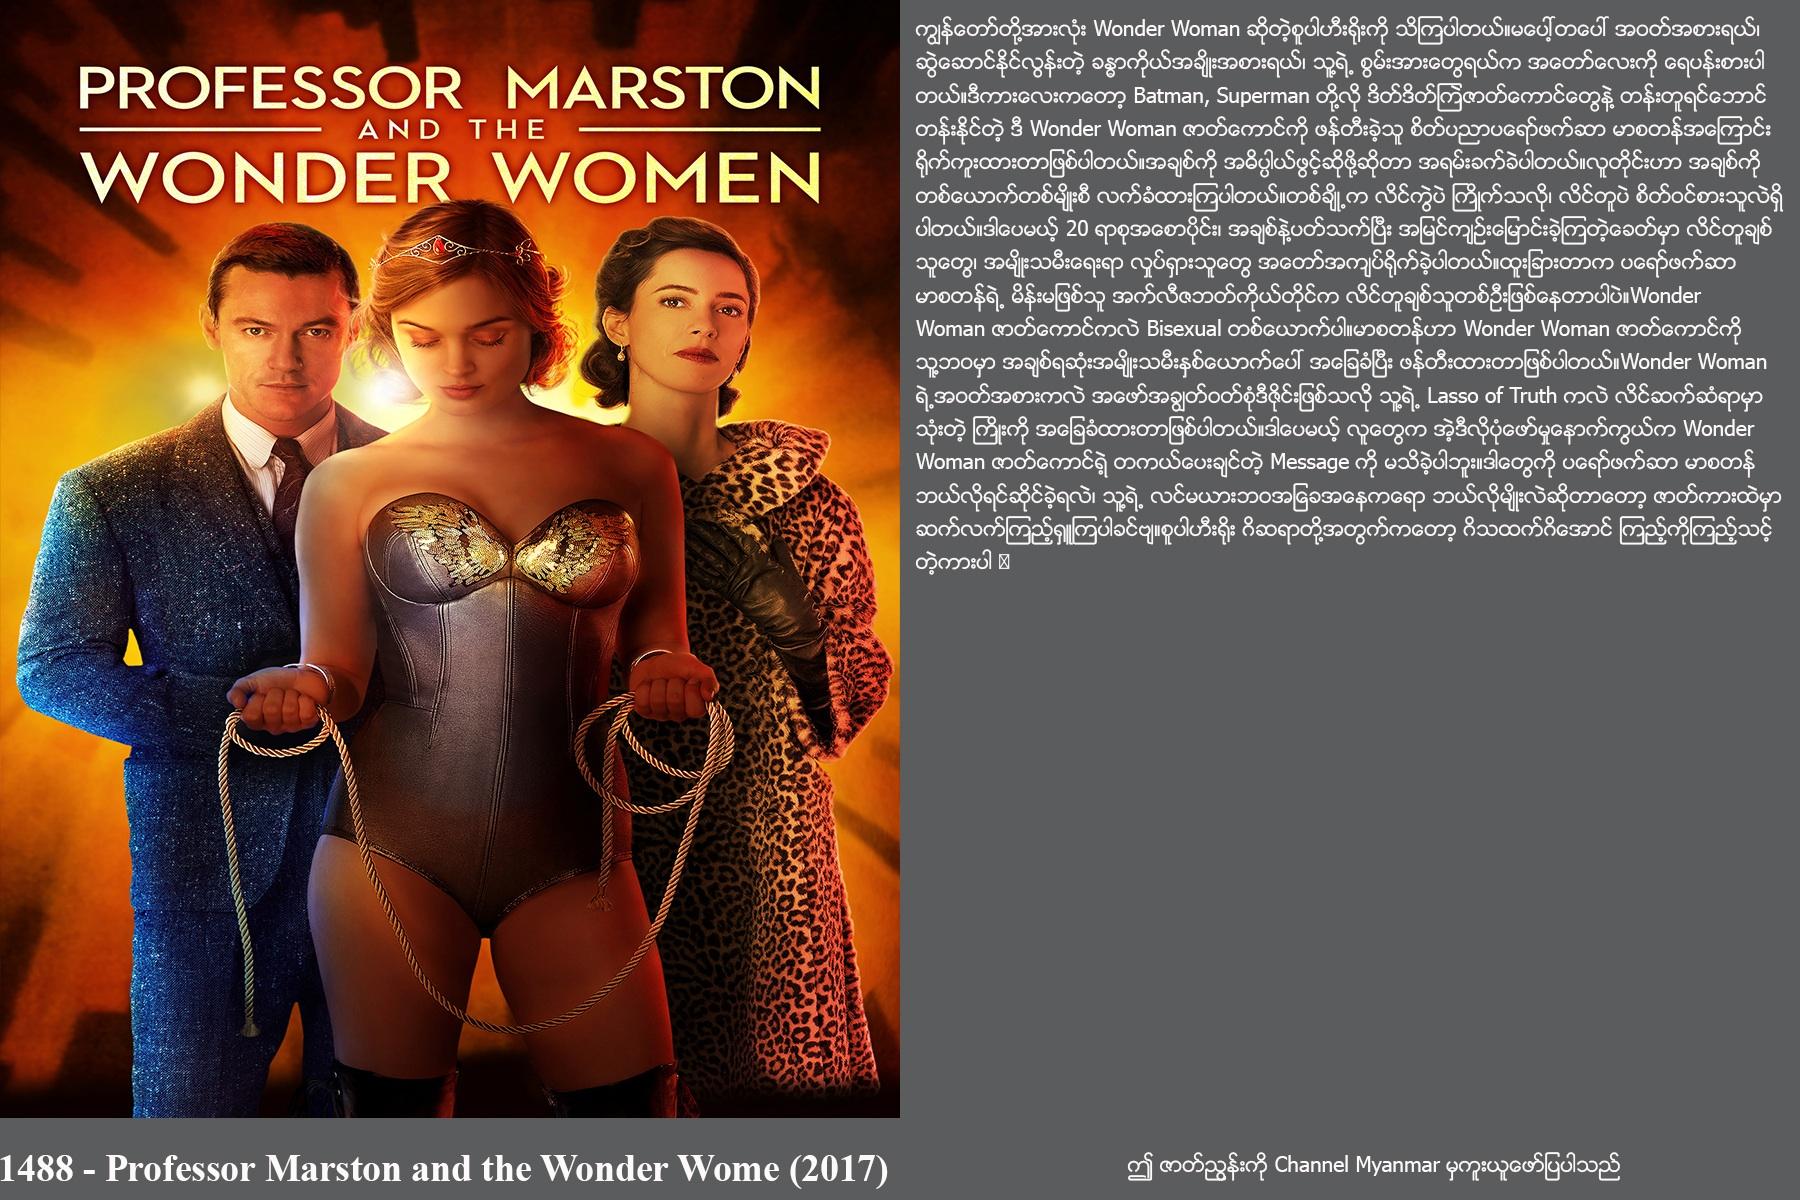 PROFESSOR MARSTON
AND THE
WONDER WOMEN
ကျွန်တော်တို့အားလုံး Wonder Woman ဆိုတဲ့စူပါဟီးရိုးကို သိကြပါတယ်။မပေါ့်တပေါ် အဝတ်အစားရယ်၊
ဆွဲဆောင်နိုင်လွန်းတဲ့ ခန္ဓာကိုယ်အချိုးအစားရယ်၊ သူ့ရဲ့ စွမ်းအားတွေရယ်က အတော်လေးကို ရေပန်းစားပါ
တယ်။ဒီကားလေးကတော့ Batman, Superman တို့လို ဒိတ်ဒိတ်ကြဲဇာတ်ကောင်တွေနဲ့ တန်းတူရင်ဘောင်
တန်းနိုင်တဲ့ ဒီ Wonder Woman ဇာတ်ကောင်ကို ဖန်တီးခဲ့သူ စိတ်ပညာပရော်ဖက်ဆာ မာစတန်အကြောင်း
ရိုက်ကူးထားတာဖြစ်ပါတယ်။အချစ်ကို အဓိပ္ပါယ်ဖွင့်ဆိုဖို့ဆိုတာ အရမ်းခက်ခဲပါတယ်။လူတိုင်းဟာ အချစ်ကို
တစ်ယောက်တစ်မျိုးစီ လက်ခံထားကြပါတယ်။တစ်ချို့က လိင်ကွဲပဲ ကြိုက်သလို၊ လိင်တူပဲ စိတ်ဝင်စားသူလဲရှိ
ပါတယ်။ဒါပေမယ့် 20 ရာစုအစောပိုင်း၊ အချစ်နဲ့ပတ်သက်ပြီး အမြင်ကျဉ်းမြောင်းခဲ့ကြတဲ့ခေတ်မှာ လိင်တူချစ်
သူတွေ၊ အမျိုးသမီးရေးရာ လှုပ်ရှားသူတွေ အတော်အကျပ်ရိုက်ခဲ့ပါတယ်။ထူးခြားတာက ပရော်ဖက်ဆာ
မာစတန်ရဲ့ မိန်းမဖြစ်သူ အက်လီဇဘတ်ကိုယ်တိုင်က လိင်တူချစ်သူတစ်ဦးဖြစ်နေတာပါပဲ။Wonder
Woman ဇာတ်ကောင်ကလဲ Bisexual တစ်ယောက်ပါ။မာစတန်ဟာ Wonder Woman ဇာတ်ကောင်ကို
သူ့ဘဝမှာ အချစ်ရဆုံးအမျိုးသမီးနှစ်ယောက်ပေါ် အခြေခံပြီး ဖန်တီးထားတာဖြစ်ပါတယ်။Wonder Woman
ရဲ့အဝတ်အစားကလဲ အဖော်အချွတ်ဝတ်စုံဒီဇိုင်းဖြစ်သလို သူ့ရဲ့ Lasso of Truth ကလဲ လိင်ဆက်ဆံရာမှာ
သုံးတဲ့ ကြိုးကို အခြေခံထားတာဖြစ်ပါတယ်။ဒါပေမယ့် လူတွေက အဲ့ဒီလိုပုံဖော်မှုနောက်ကွယ်က Wonder
Woman ဇာတ်ကောင်ရဲ့ တကယ်ပေးချင်တဲ့ Message ကို မသိခဲ့ပါဘူး။ဒါတွေကို ပရော်ဖက်ဆာ မာစတန်
ဘယ်လိုရင်ဆိုင်ခဲ့ရလဲ၊ သူ့ရဲ့ လင်မယားဘဝအခြေအနေကရော ဘယ်လိုမျိုးလဲဆိုတာတော့ ဇာတ်ကားထဲမှာ
ဆက်လက်ကြည့်ရှူကြပါခင်ဗျ။စူပါဟီးရိုး ဂိဆရာတို့အတွက်ကတော့ ဂိသထက်ဂိအောင် ကြည့်ကိုကြည့်သင့်
တဲ့ကားပါ
1488 - Professor Marston and the Wonder Wome (2017)
ဤ ဇာတ်ညွှန်းကို Channel Myanmar မှကူးယူဖော်ပြပါသည်